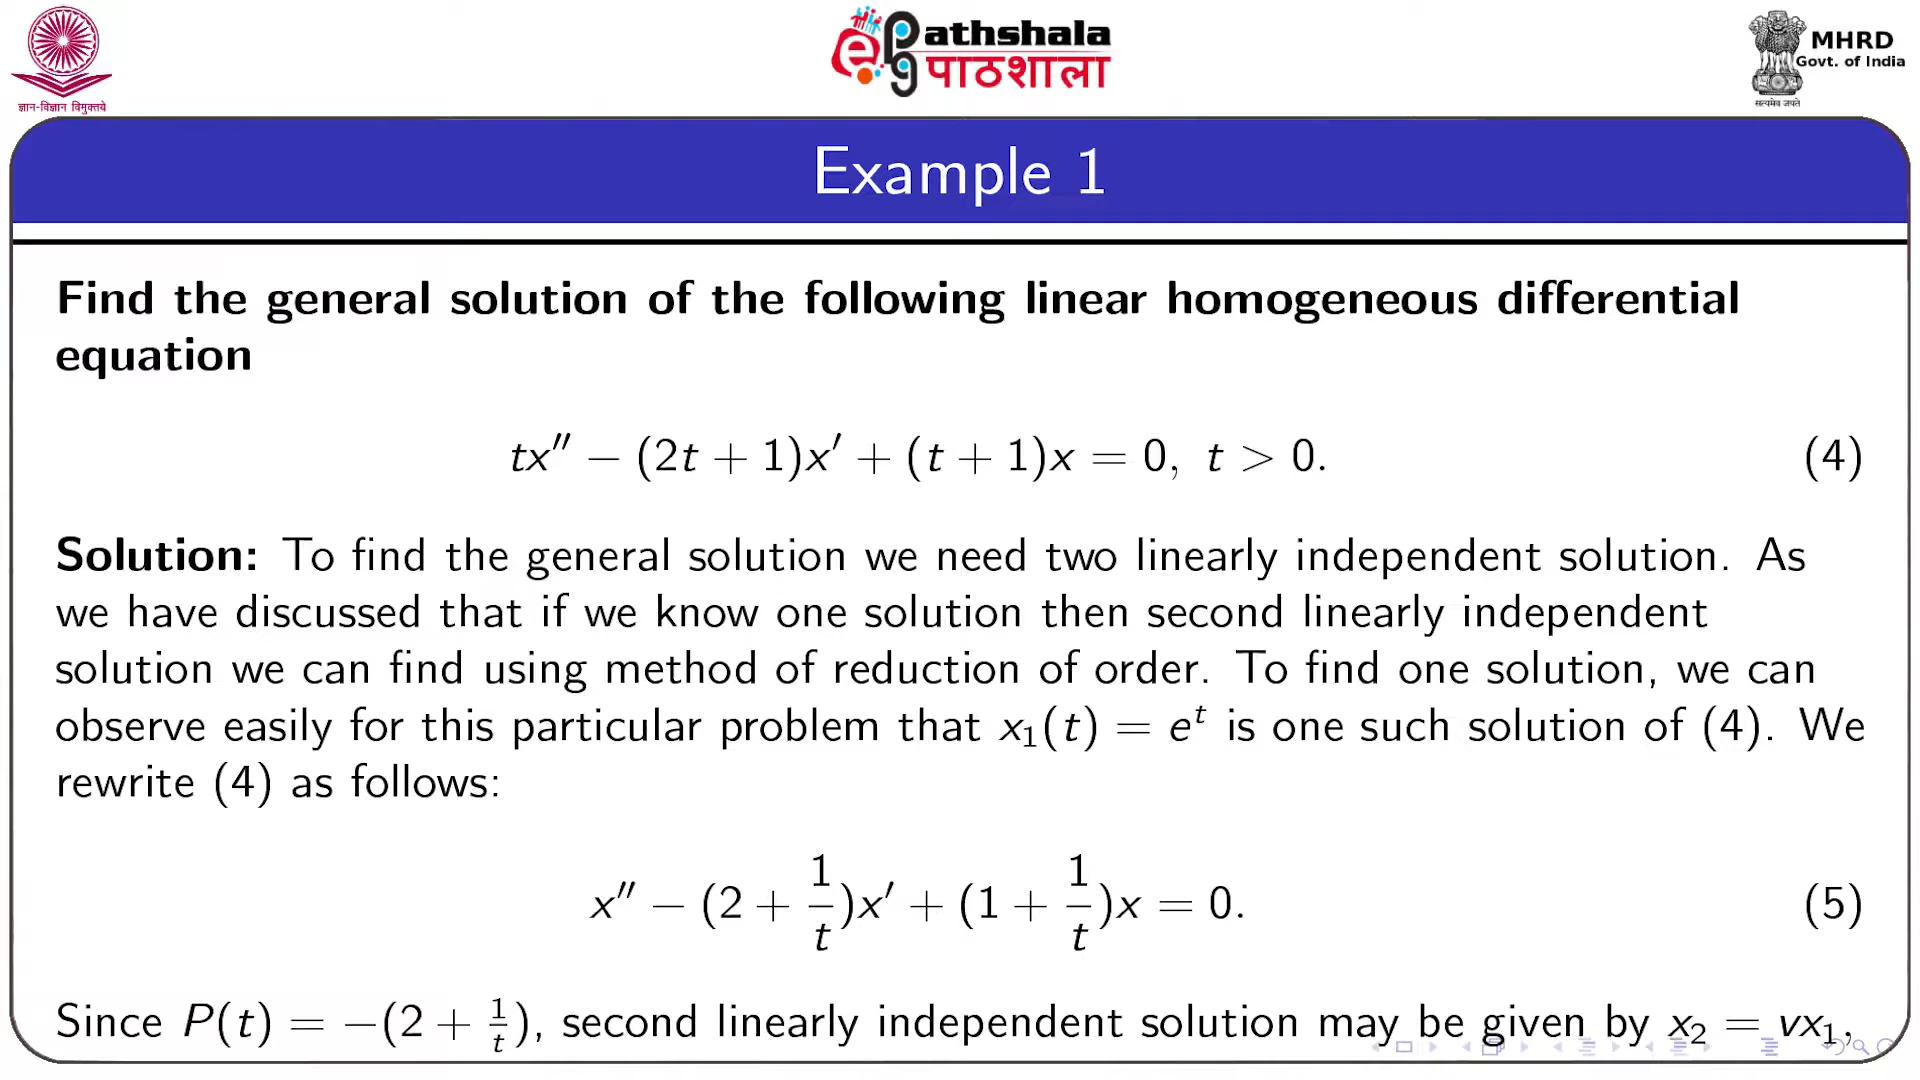 ज्ञान-विज्ञान विमुक्तये
ePG athshala
पाठशाला
MHRD
Govt. of India
सत्यमेव जयते
Example 1
Find the general solution of the following linear homogeneous differential
equation
tx″ − (2t + 1)x′ + (t + 1)x = 0, t > 0. (4)
Solution: To find the general solution we need two linearly independent solution. As
we have discussed that if we know one solution then second linearly independent
solution we can find using method of reduction of order. To find one solution, we can
observe easily for this particular problem that x₁(t) = eᵗ is one such solution of (4). We
rewrite (4) as follows:
x″ − (2 + 1/t)x′ + (1 + 1/t)x = 0. (5)
Since P(t) = −(2 + 1/t), second linearly independent solution may be given by x₂ = vx₁,